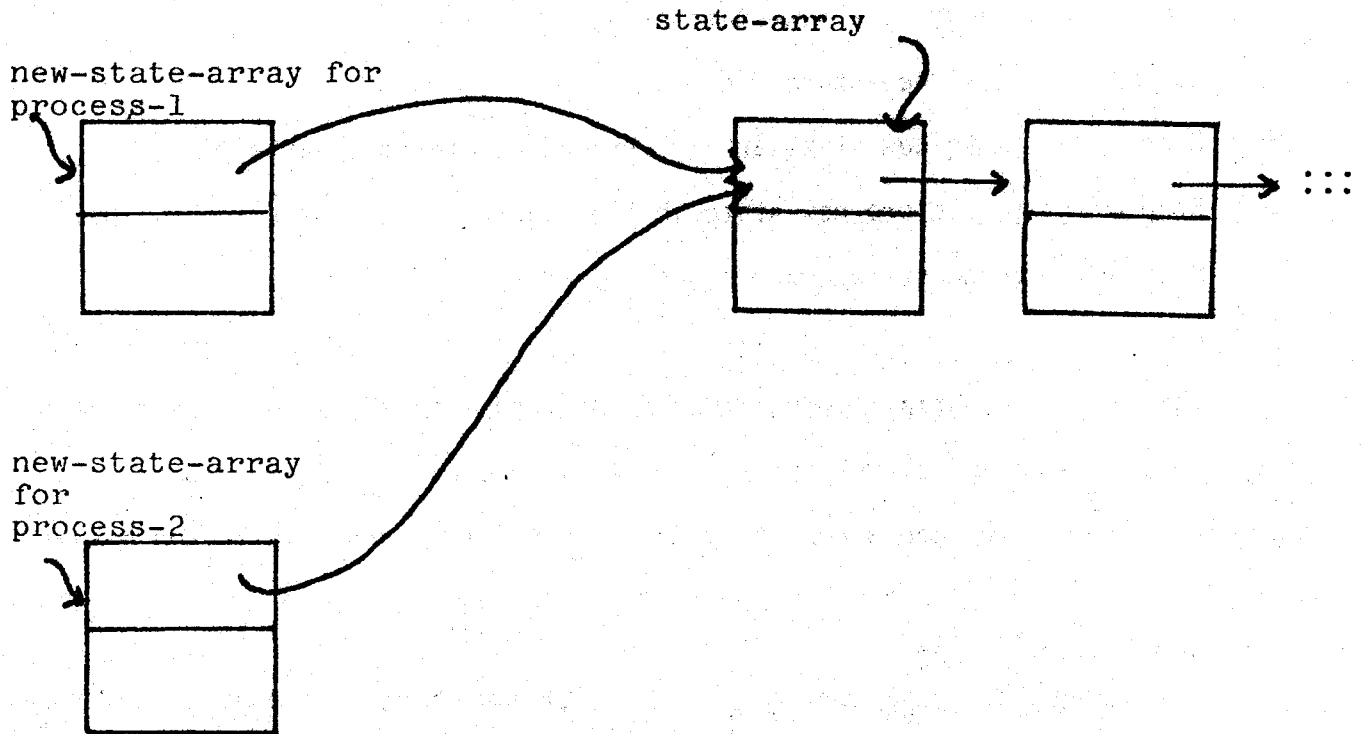 state-array
new-state-array for
process-1
:::
new-state-array
for
process-2